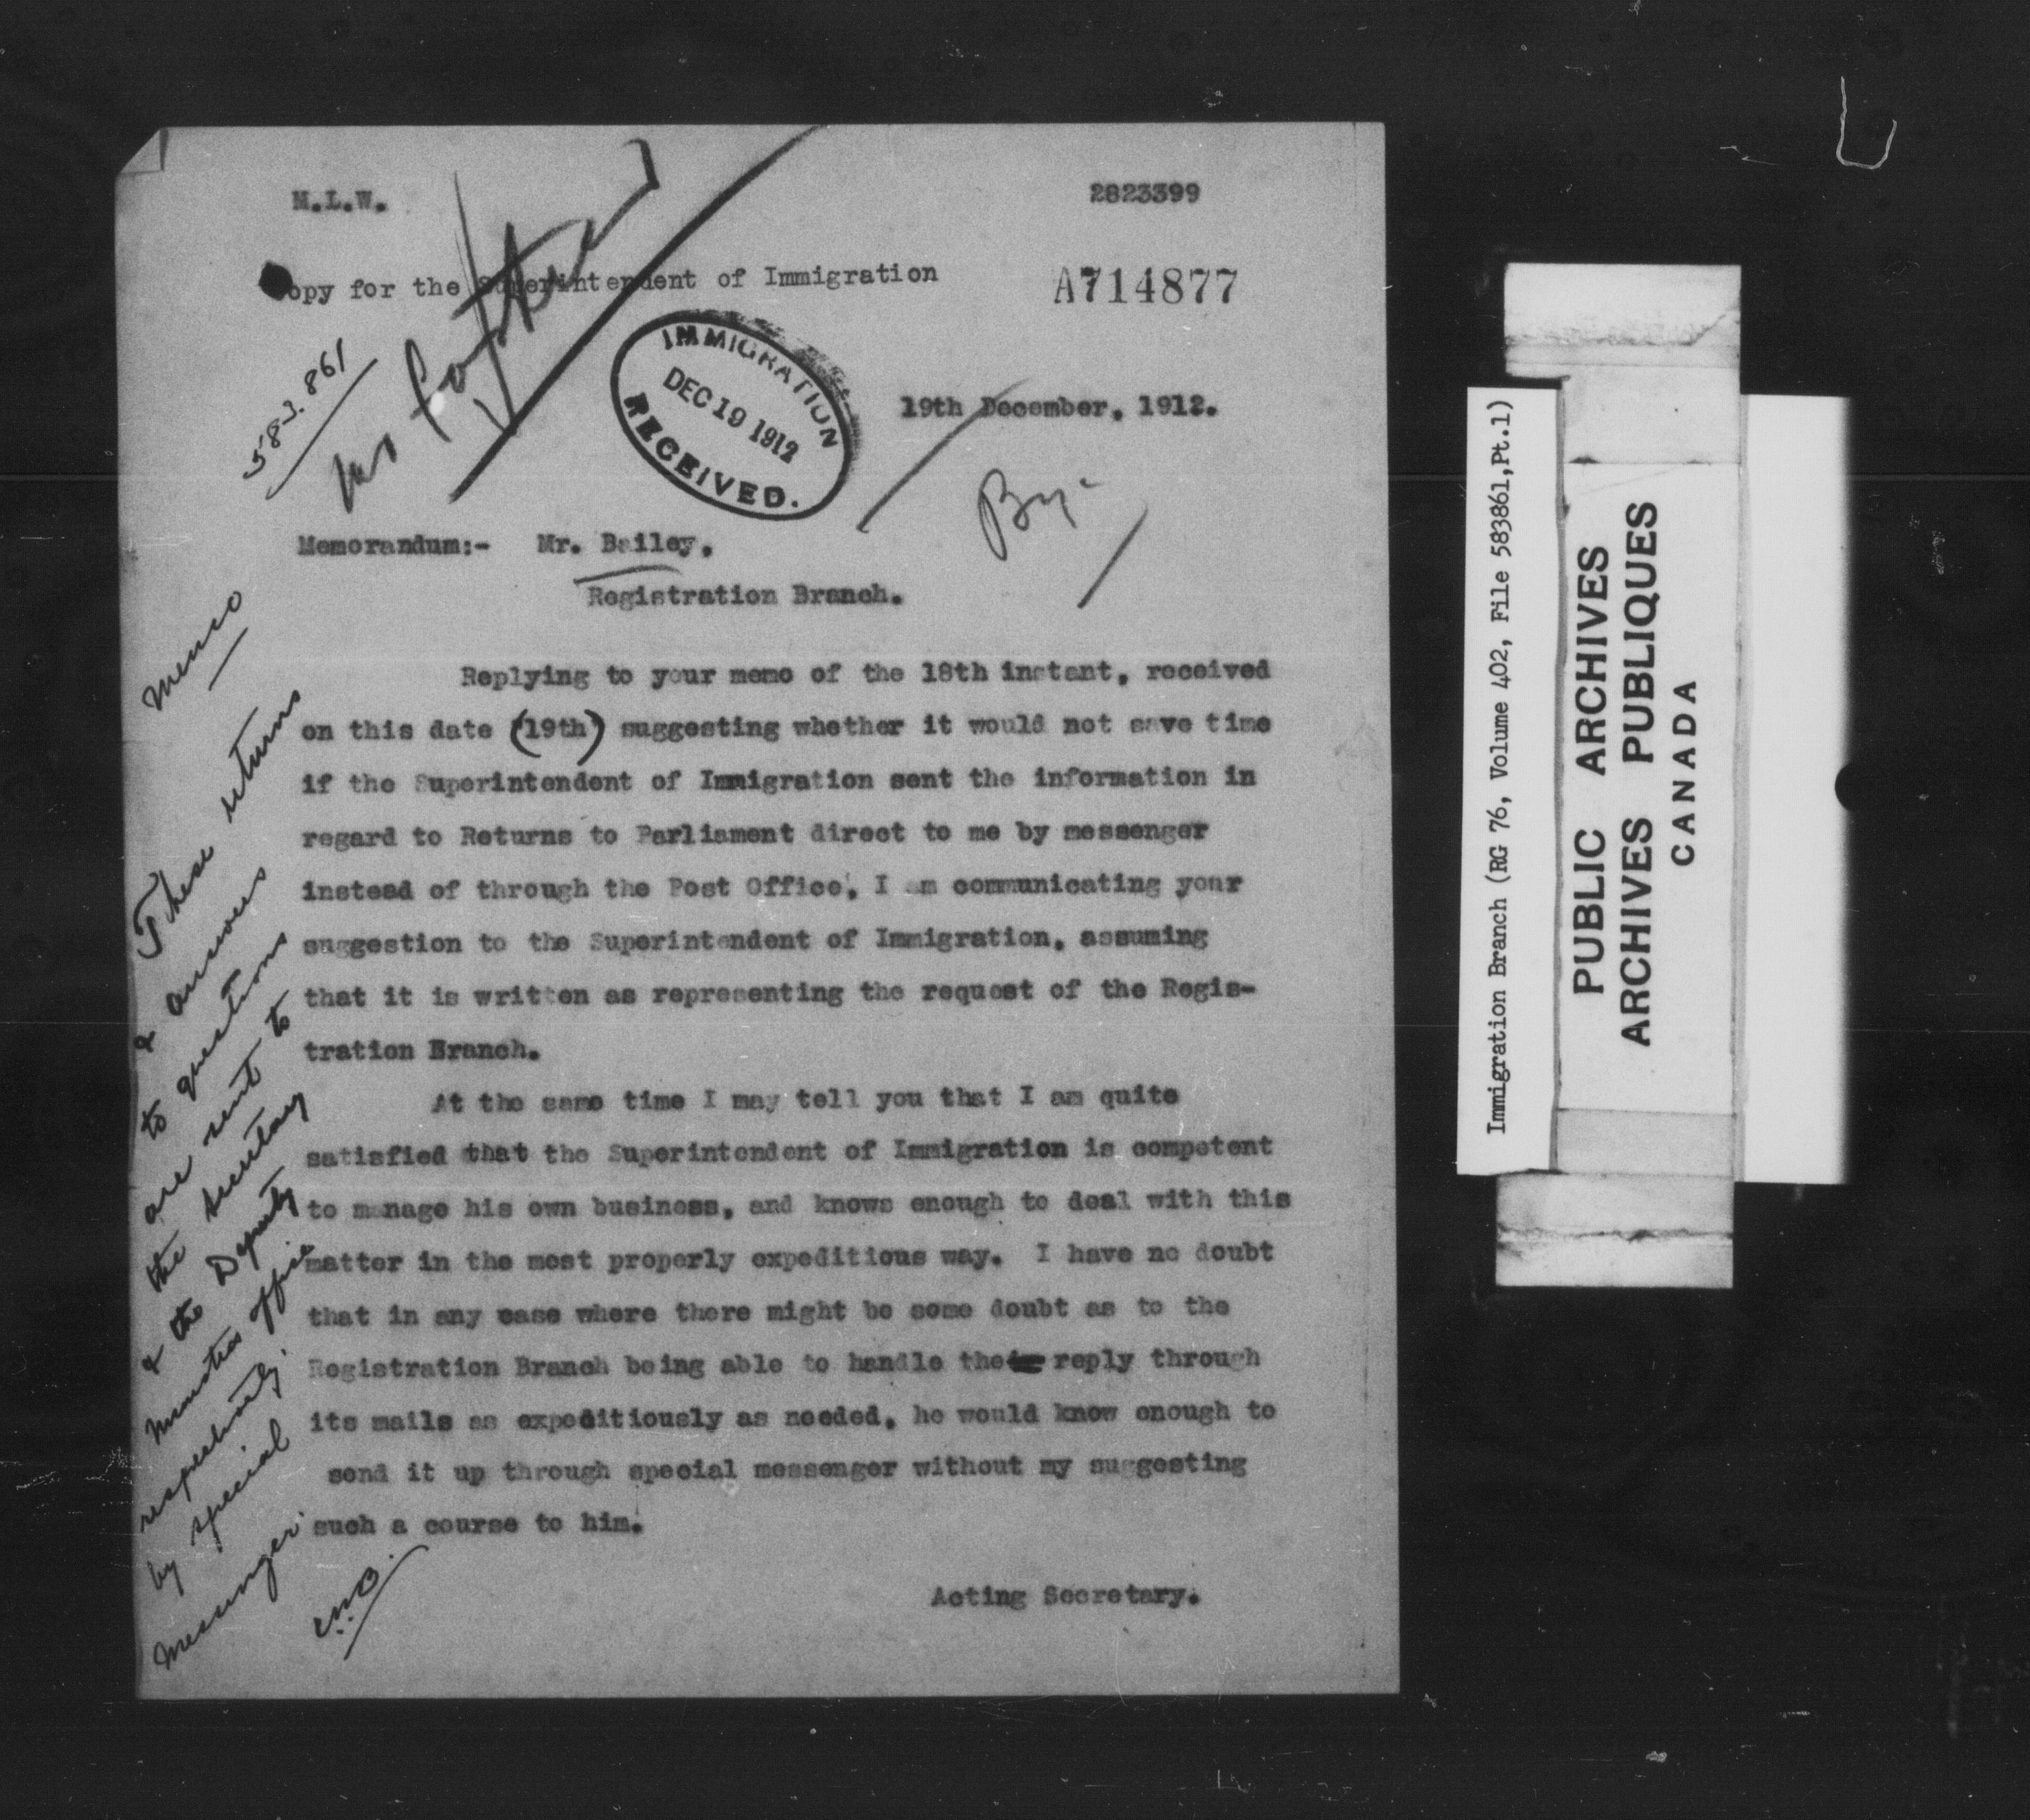 M.L.W.
2823399
opy for the Superintendent of Immigration
A714877
583.861
IMMIGRATION
DEC 19 1912
RECEIVED.
19th December, 1912.
Memorandum:- Mr. Bailey,
Registration Branch.
Replying to your memo of the 18th instant, received
on this date (19th) suggesting whether it would not save time
if the Superintendent of Immigration sent the information in
regard to Returns to Parliament direct to me by messenger
instead of through the Post Office, I am communicating your
suggestion to the Superintendent of Immigration, assuming
that it is written as representing the request of the Regis-
tration Branch.
At the same time I may tell you that I am quite
satisfied that the Superintendent of Immigration is competent
to manage his own business, and knows enough to deal with this
matter in the most properly expeditious way. I have no doubt
that in any case where there might be some doubt as to the
Registration Branch being able to handle the reply through
its mails as expeditiously as needed, he would know enough to
send it up through special messenger without my suggesting
such a course to him.
Acting Secretary.
Memo
These returns
& answers
to questions
are sent to
the Secretary
& the Deputy
Ministers office
respectively
by special
Messenger.
Immigration Branch (RG 76, Volume 402, File 583861,Pt.1)
PUBLIC ARCHIVES
ARCHIVES PUBLIQUES
CANADA